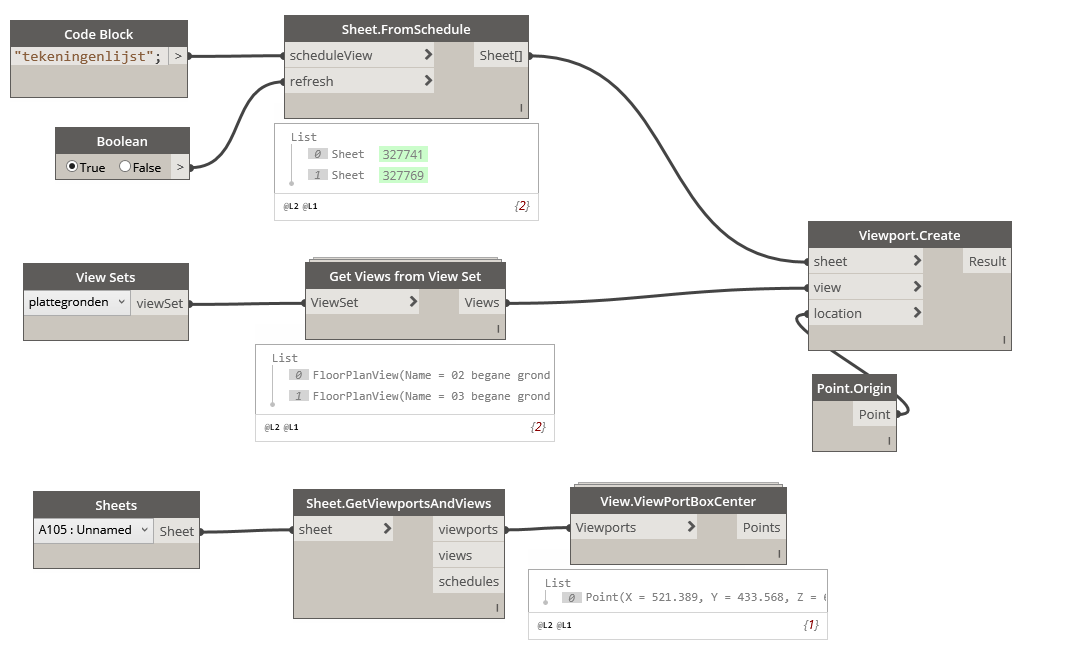 Code Block
"tekeningenlijst"; >
Sheet.FromSchedule
scheduleView > Sheet[]
refresh >
List
0 Sheet 327741
1 Sheet 327769
@L2 @L1 {2}
Boolean
True False >
View Sets
plattegronden viewSet
Get Views from View Set
ViewSet > Views
List
0 FloorPlanView(Name = 02 begane grond
1 FloorPlanView(Name = 03 begane grond
@L2 @L1 {2}
Viewport.Create
sheet > Result
view >
location >
Point.Origin
Point
Sheets
A105 : Unnamed Sheet
Sheet.GetViewportsAndViews
sheet > viewports
views
schedules
View.ViewPortBoxCenter
Viewports > Points
List
0 Point(X = 521.389, Y = 433.568, Z =
@L2 @L1 {1}